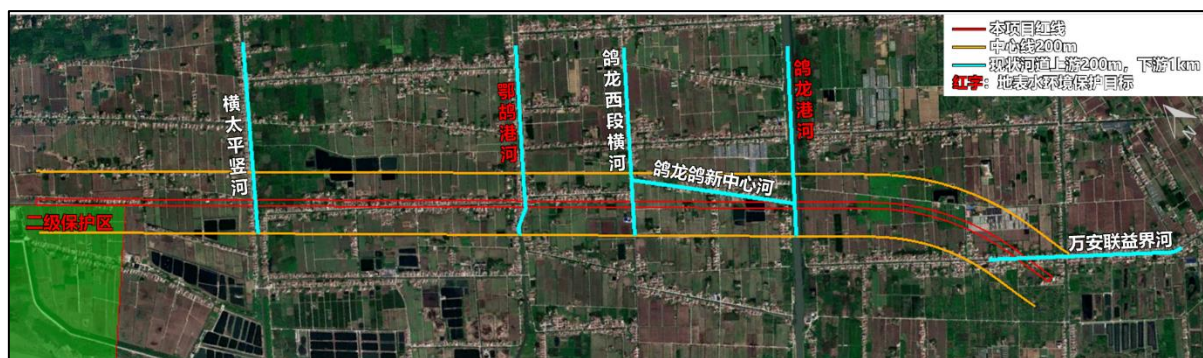 本项目红线
中心线200m
现状河道上游200m，下游1km
红字：地表水环境保护目标
N
横太平竖河
鄂鸽港河
鸽龙西段横河
鸽龙港河
鸽龙鸽新中心河
二级保护区
万安联益界河